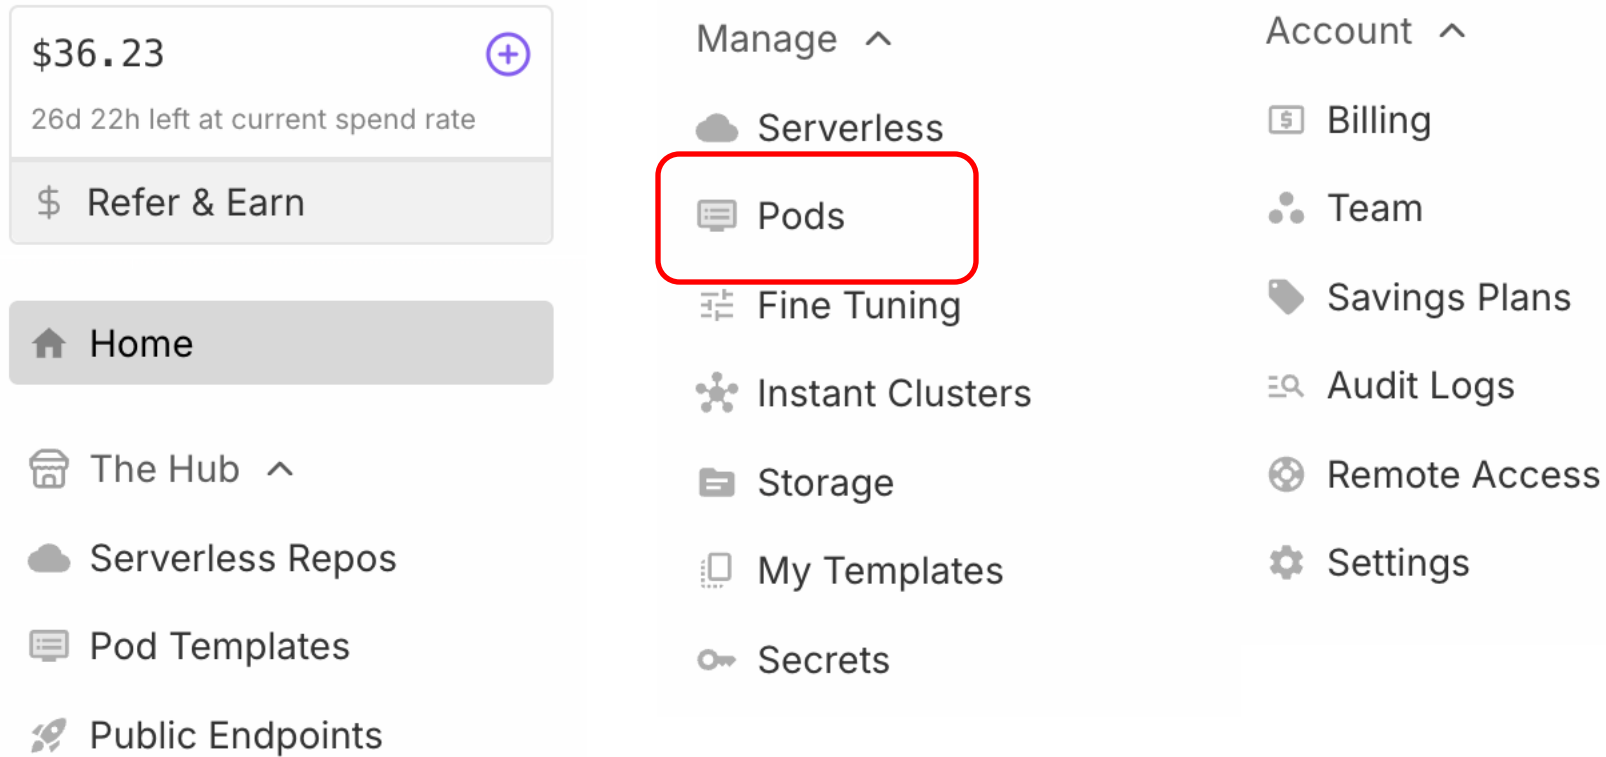 $36.23
26d 22h left at current spend rate
Refer & Earn
Home
The Hub
Serverless Repos
Pod Templates
Public Endpoints
Manage
Serverless
Pods
Fine Tuning
Instant Clusters
Storage
My Templates
Secrets
Account
Billing
Team
Savings Plans
Audit Logs
Remote Access
Settings